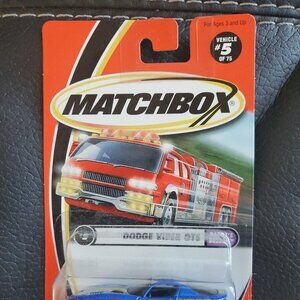 For Ages 3 and Up
VEHICLE
#5
OF 75
MATCHBOX
DODGE VIPER GTS